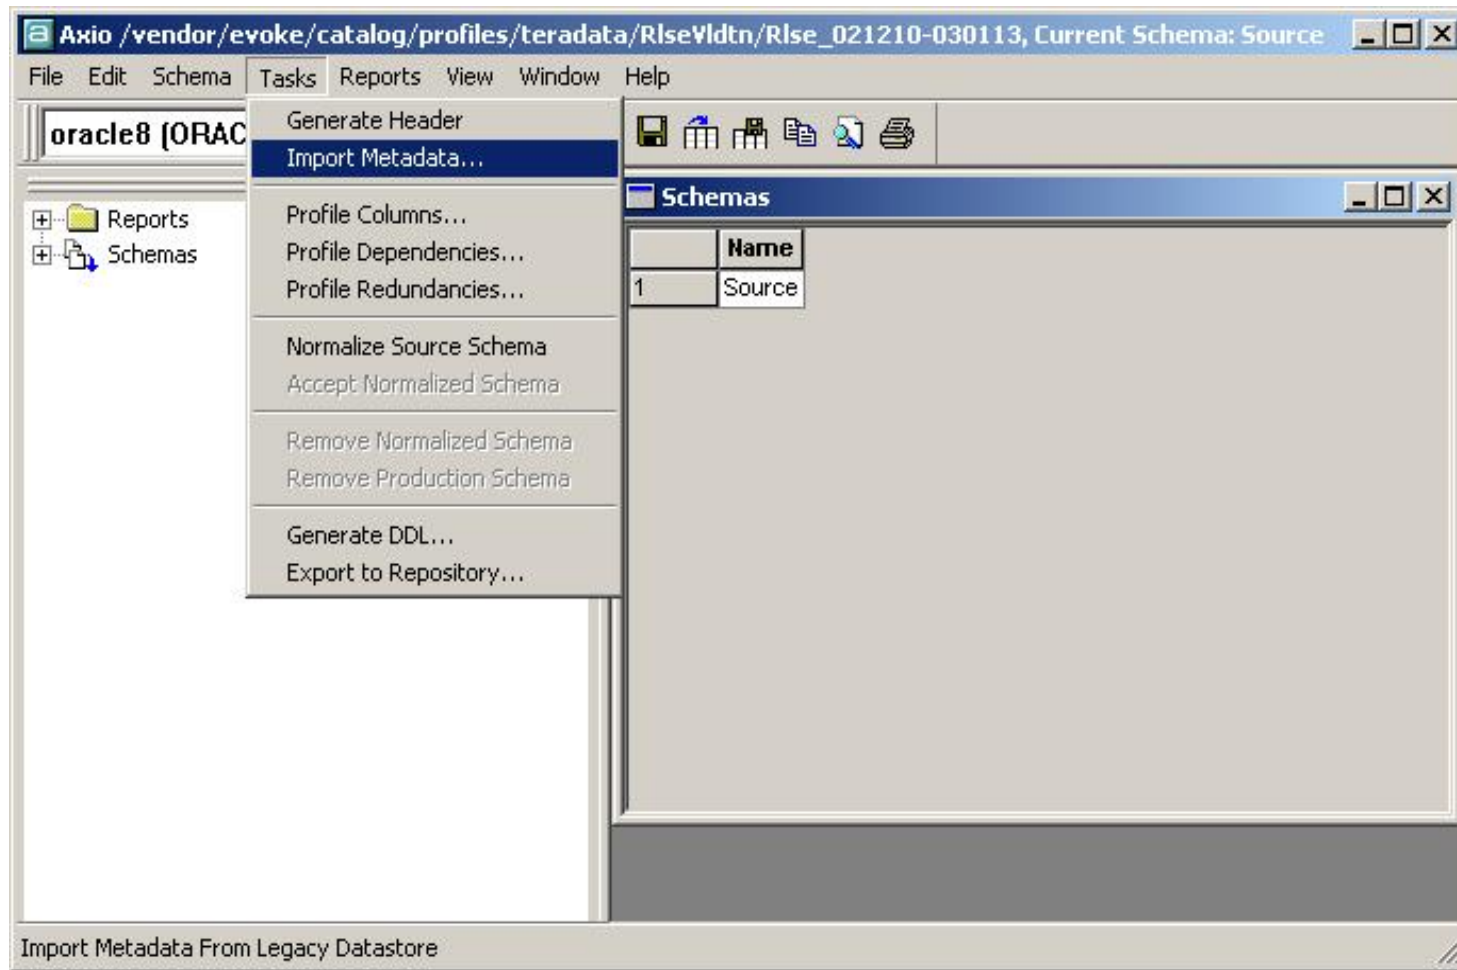 Axio /vendor/evoke/catalog/profiles/teradata/RlseVldtn/Rlse_021210-030113, Current Schema: Source
File Edit Schema Tasks Reports View Window Help
oracle8 (ORAC
Generate Header
Import Metadata...
Profile Columns...
Profile Dependencies...
Profile Redundancies...
Normalize Source Schema
Accept Normalized Schema
Remove Normalized Schema
Remove Production Schema
Generate DDL...
Export to Repository...
Reports
Schemas
Schemas
Name
1 Source
Import Metadata From Legacy Datastore